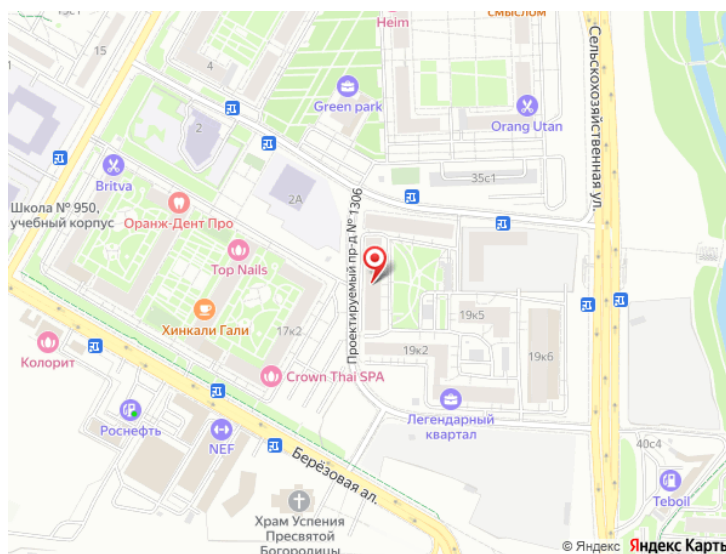 15с1
смыслом
Heim
15
4
Green park
Orang Utan
Сельскохозяйственная ул.
2
35с1
Britva
2А
Проектируемый пр-д № 1306
Школа № 950,
учебный корпус
Оранж-Дент Про
Top Nails
Хинкали Гали
17к2
19к5
19к2
19к6
Колорит
Crown Thai SPA
Легендарный
квартал
Роснефть
NEF
Берёзовая ал.
40с4
Teboil
Храм Успения
Пресвятой
Богородицы
© Яндекс Яндекс Карты